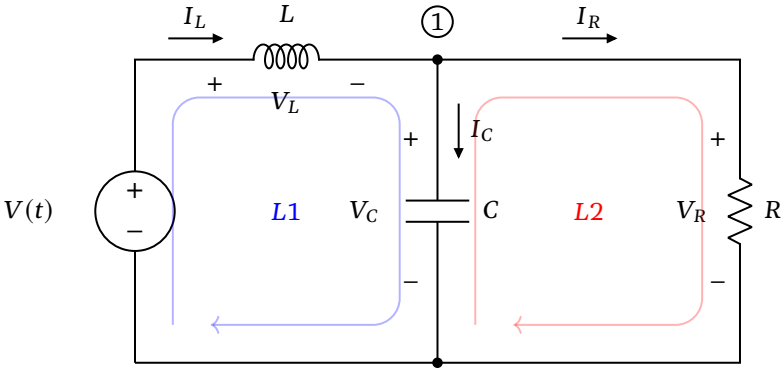 I_L
L
1
I_R
+ −
V_L
I_C
+
+
+
−
V(t)
L1
V_C
C
L2
V_R
R
−
−